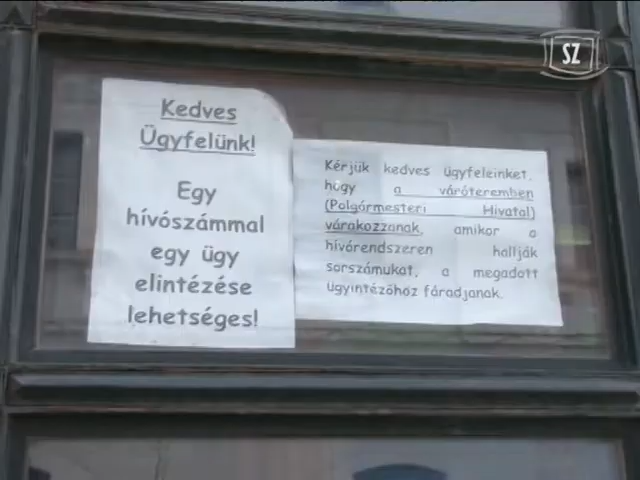 SZ
Kedves
Ügyfelünk!
Egy
hívószámmal
egy ügy
elintézése
lehetséges!
Kérjük kedves ügyfeleinket,
hogy a váróteremben
(Polgármesteri Hivatal)
várakozzanak, amikor a
hívórendszeren hallják
sorszámukat, a megadott
ügyintézőhöz fáradjanak.